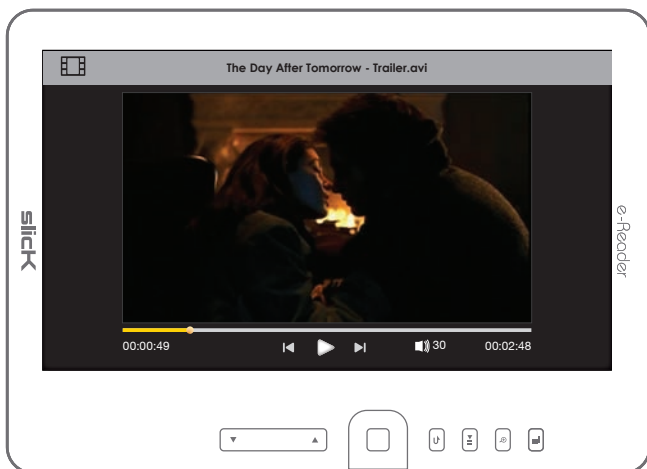 The Day After Tomorrow - Trailer.avi
slick
e-Reader
00:00:49
30
00:02:48